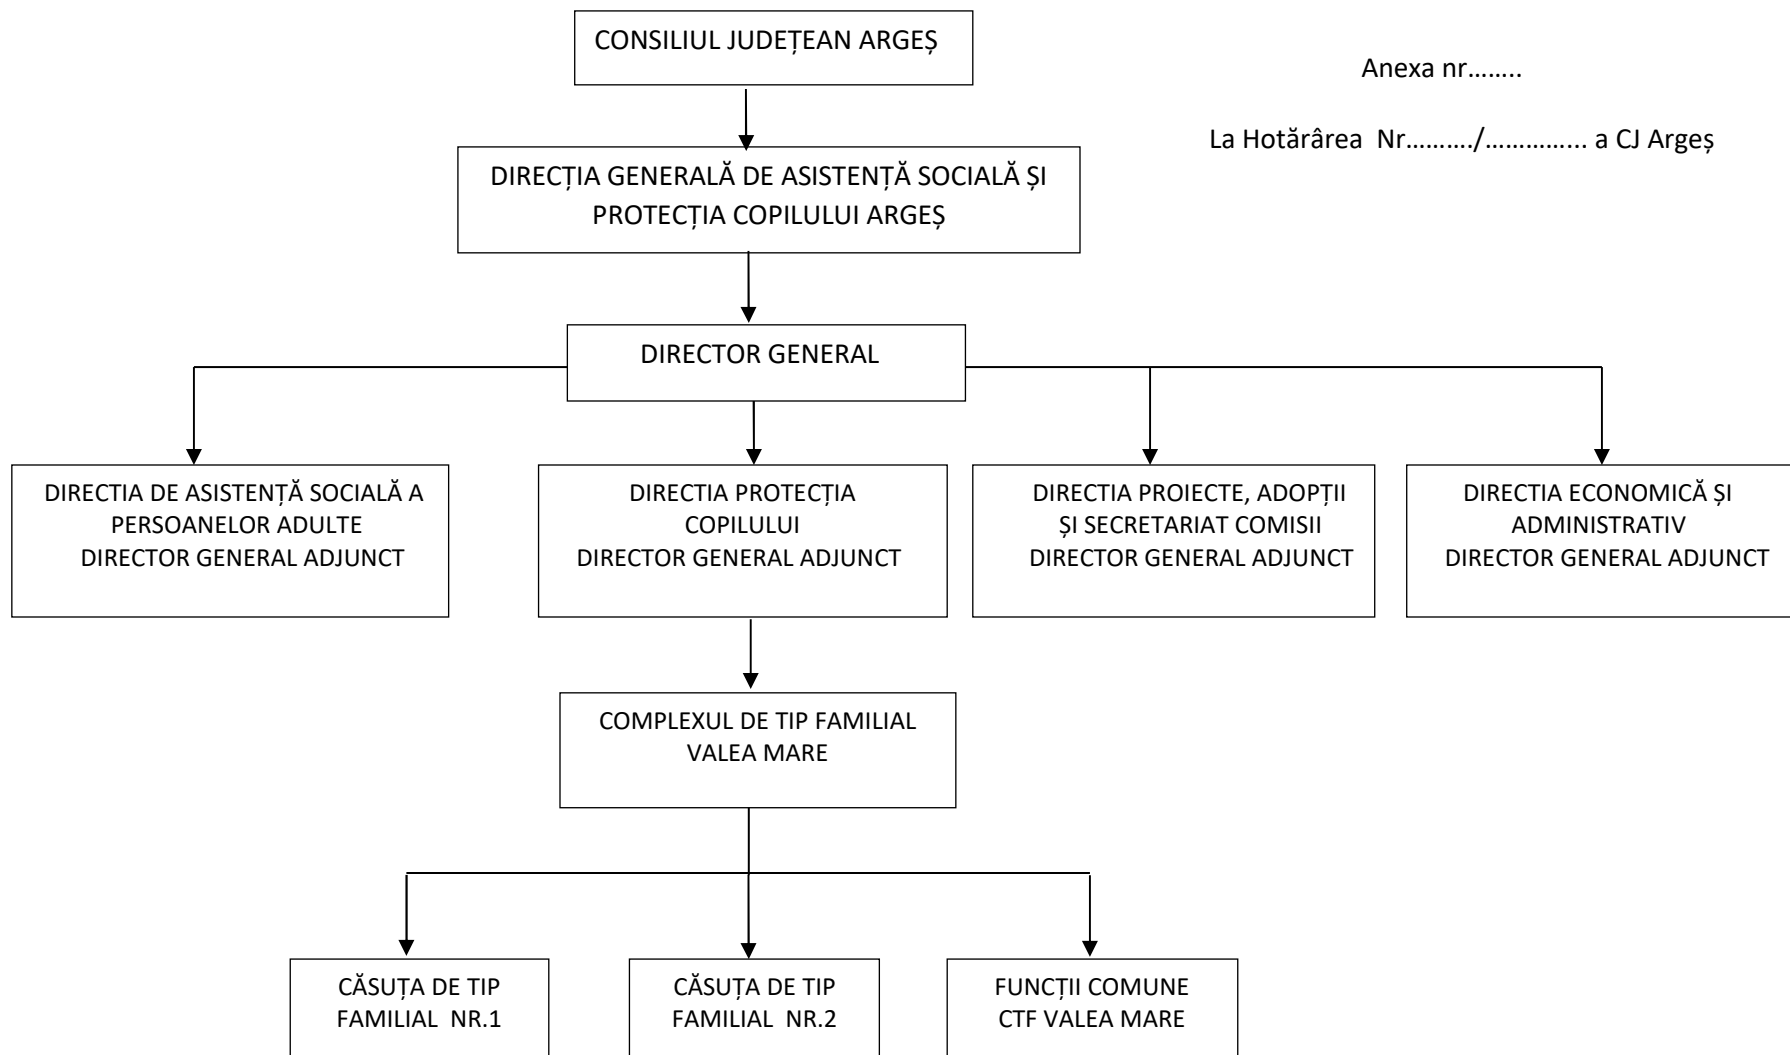 CONSILIUL JUDEȚEAN ARGEȘ
Anexa nr……..
La Hotărârea Nr………./…………... a CJ Argeș
DIRECȚIA GENERALĂ DE ASISTENȚĂ SOCIALĂ ȘI
PROTECȚIA COPILULUI ARGEȘ
DIRECTOR GENERAL
DIRECTIA DE ASISTENȚĂ SOCIALĂ A
PERSOANELOR ADULTE
DIRECTOR GENERAL ADJUNCT
DIRECTIA PROTECȚIA
COPILULUI
DIRECTOR GENERAL ADJUNCT
DIRECTIA PROIECTE, ADOPȚII
ȘI SECRETARIAT COMISII
DIRECTOR GENERAL ADJUNCT
DIRECTIA ECONOMICĂ ȘI
ADMINISTRATIV
DIRECTOR GENERAL ADJUNCT
COMPLEXUL DE TIP FAMILIAL
VALEA MARE
CĂSUȚA DE TIP
FAMILIAL NR.1
CĂSUȚA DE TIP
FAMILIAL NR.2
FUNCȚII COMUNE
CTF VALEA MARE